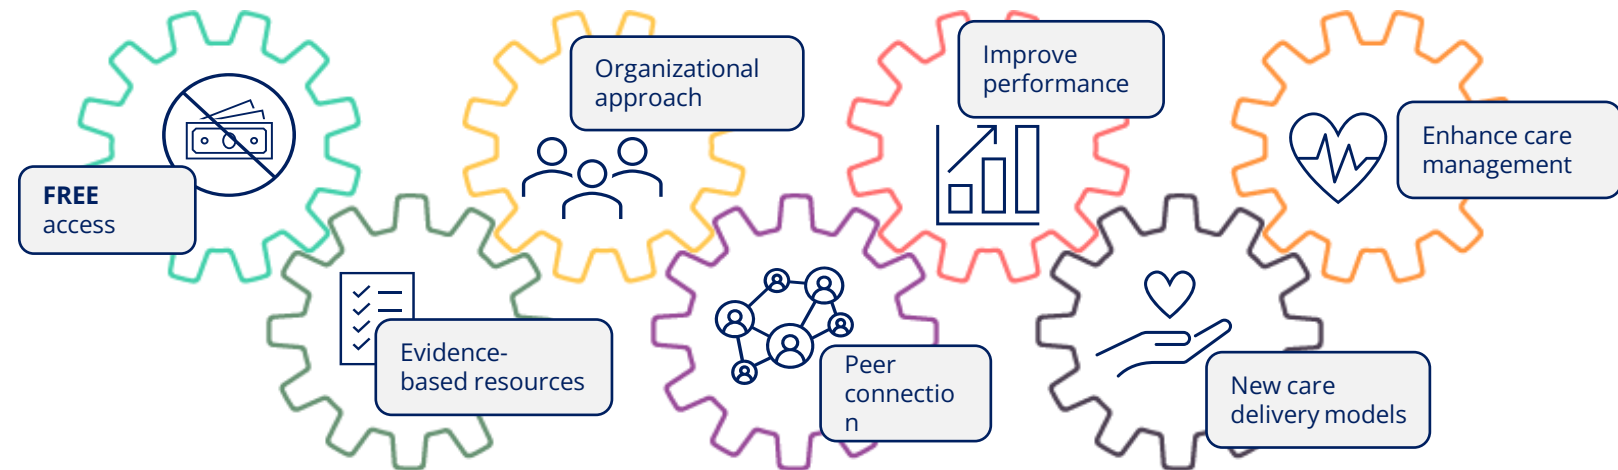 FREE
access
Evidence-
based resources
Organizational
approach
Peer
connectio
n
Improve
performance
New care
delivery models
Enhance care
management